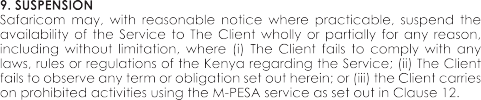 9. SUSPENSION
Safaricom may, with reasonable notice where practicable, suspend the
availability of the Service to The Client wholly or partially for any reason,
including without limitation, where (i) The Client fails to comply with any
laws, rules or regulations of the Kenya regarding the Service; (ii) The Client
fails to observe any term or obligation set out herein; or (iii) the Client carries
on prohibited activities using the M-PESA service as set out in Clause 12.